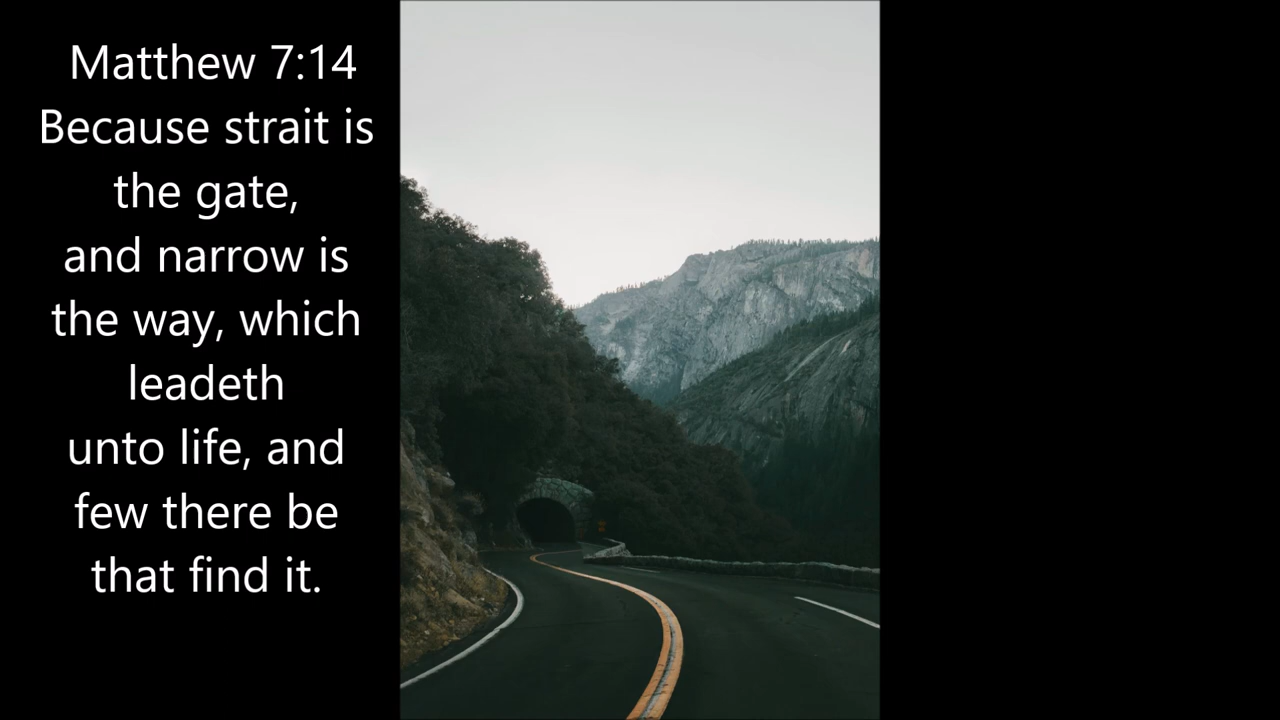 Matthew 7:14
Because strait is
the gate,
and narrow is
the way, which
leadeth
unto life, and
few there be
that find it.